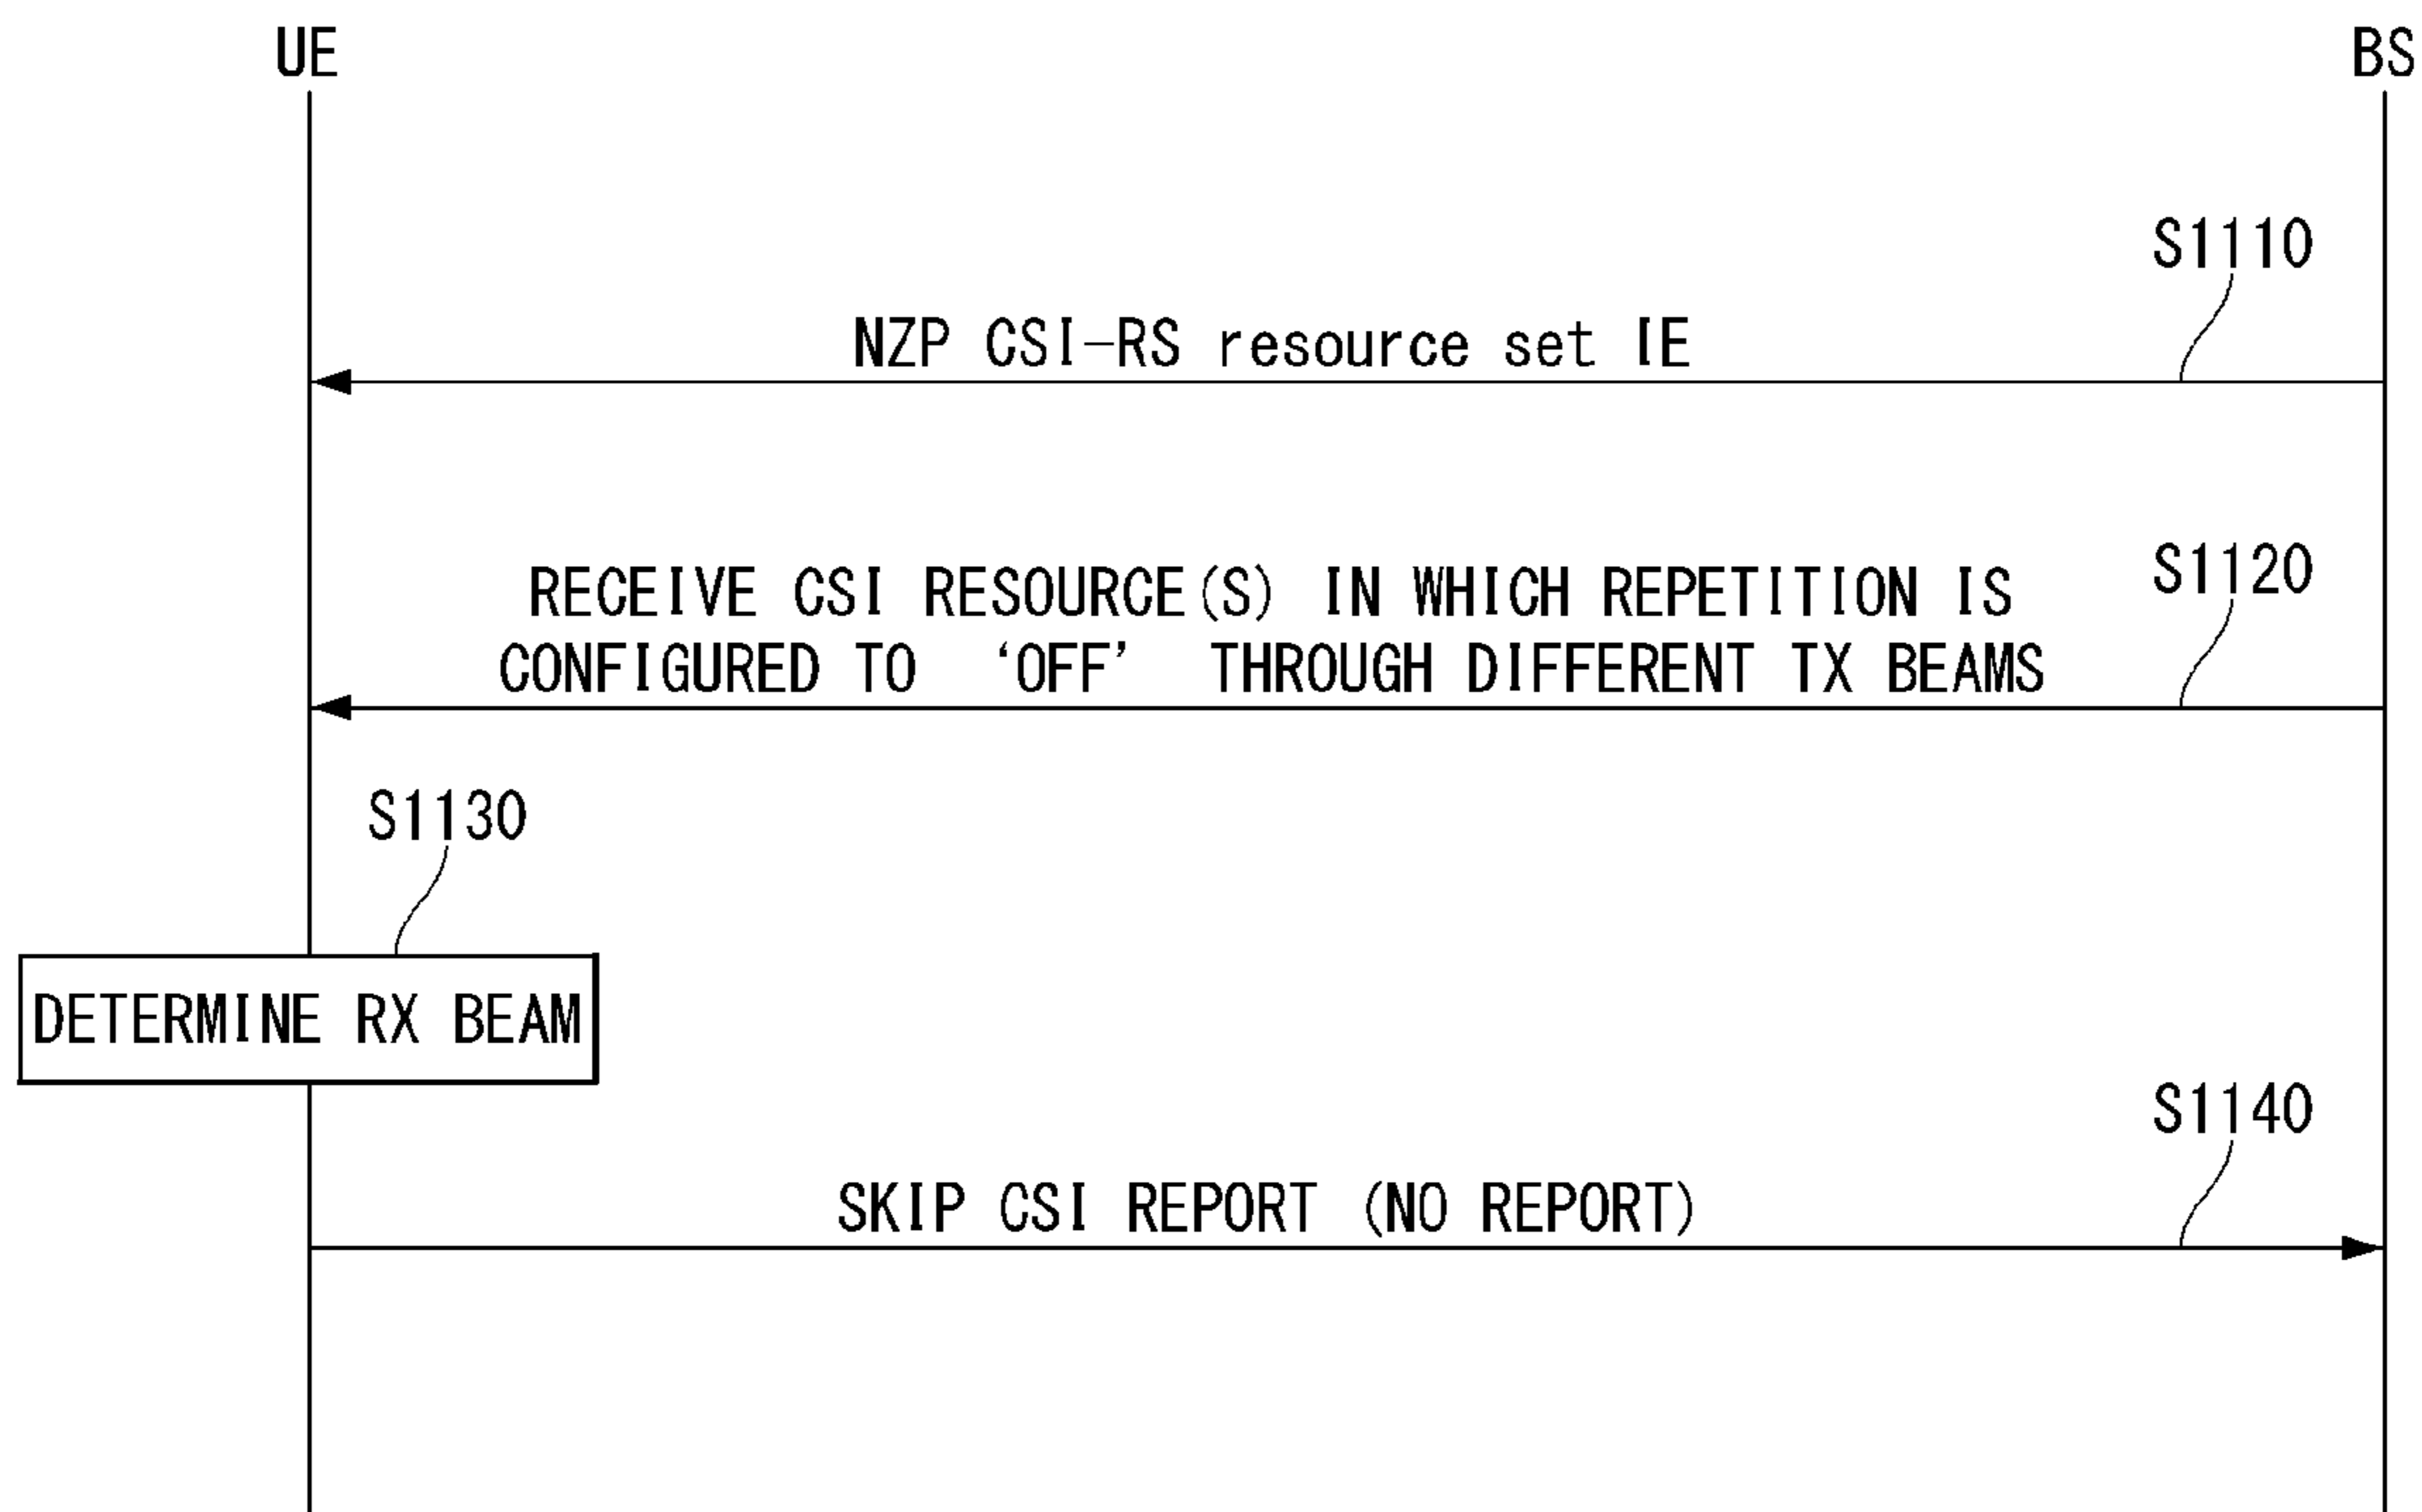 UE
BS
S1110
NZP CSI-RS resource set IE
S1120
RECEIVE CSI RESOURCE(S) IN WHICH REPETITION IS
CONFIGURED TO ‘OFF’ THROUGH DIFFERENT TX BEAMS
S1130
DETERMINE RX BEAM
S1140
SKIP CSI REPORT (NO REPORT)